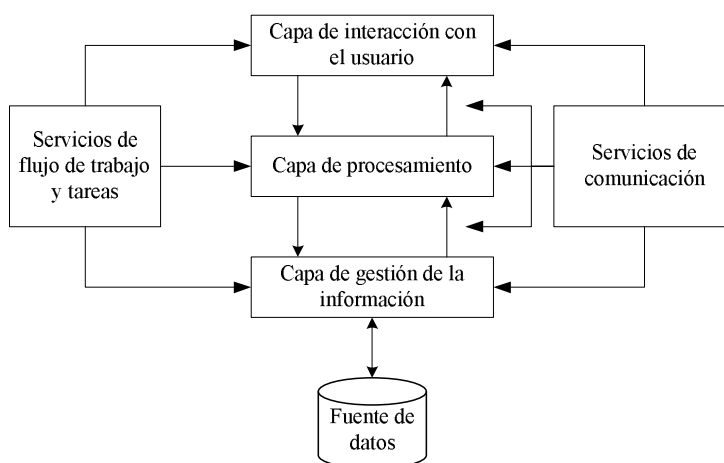 Capa de interacción con
el usuario
Servicios de
flujo de trabajo
y tareas
Capa de procesamiento
Servicios de
comunicación
Capa de gestión de la
información
Fuente de
datos